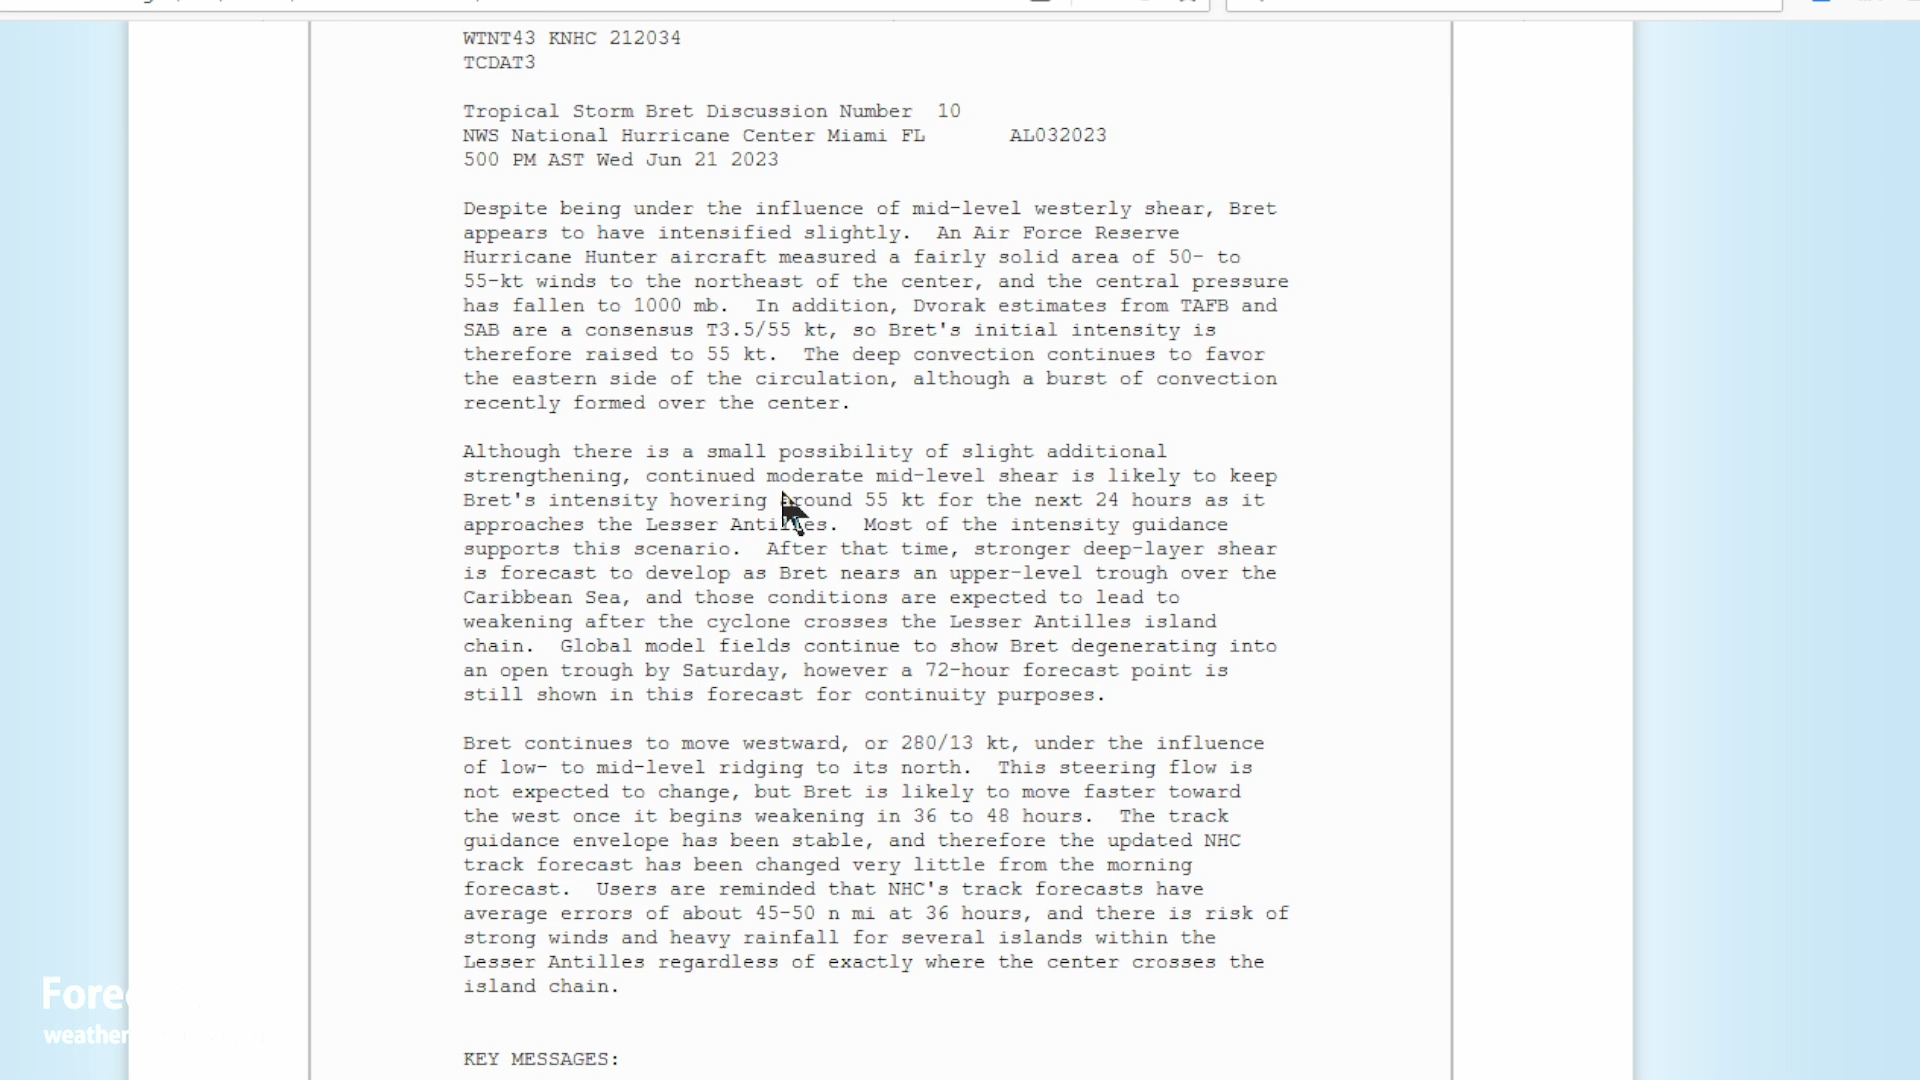 WTNT43 KNHC 212034
TCDAT3
Tropical Storm Bret Discussion Number  10
NWS National Hurricane Center Miami FL       AL032023
500 PM AST Wed Jun 21 2023
Despite being under the influence of mid-level westerly shear, Bret
appears to have intensified slightly.  An Air Force Reserve
Hurricane Hunter aircraft measured a fairly solid area of 50- to
55-kt winds to the northeast of the center, and the central pressure
has fallen to 1000 mb.  In addition, Dvorak estimates from TAFB and
SAB are a consensus T3.5/55 kt, so Bret's initial intensity is
therefore raised to 55 kt.  The deep convection continues to favor
the eastern side of the circulation, although a burst of convection
recently formed over the center.
Although there is a small possibility of slight additional
strengthening, continued moderate mid-level shear is likely to keep
Bret's intensity hovering around 55 kt for the next 24 hours as it
approaches the Lesser Antilles.  Most of the intensity guidance
supports this scenario.  After that time, stronger deep-layer shear
is forecast to develop as Bret nears an upper-level trough over the
Caribbean Sea, and those conditions are expected to lead to
weakening after the cyclone crosses the Lesser Antilles island
chain.  Global model fields continue to show Bret degenerating into
an open trough by Saturday, however a 72-hour forecast point is
still shown in this forecast for continuity purposes.
Bret continues to move westward, or 280/13 kt, under the influence
of low- to mid-level ridging to its north.  This steering flow is
not expected to change, but Bret is likely to move faster toward
the west once it begins weakening in 36 to 48 hours.  The track
guidance envelope has been stable, and therefore the updated NHC
track forecast has been changed very little from the morning
forecast.  Users are reminded that NHC's track forecasts have
average errors of about 45-50 n mi at 36 hours, and there is risk of
strong winds and heavy rainfall for several islands within the
Lesser Antilles regardless of exactly where the center crosses the
island chain.
KEY MESSAGES:
weather